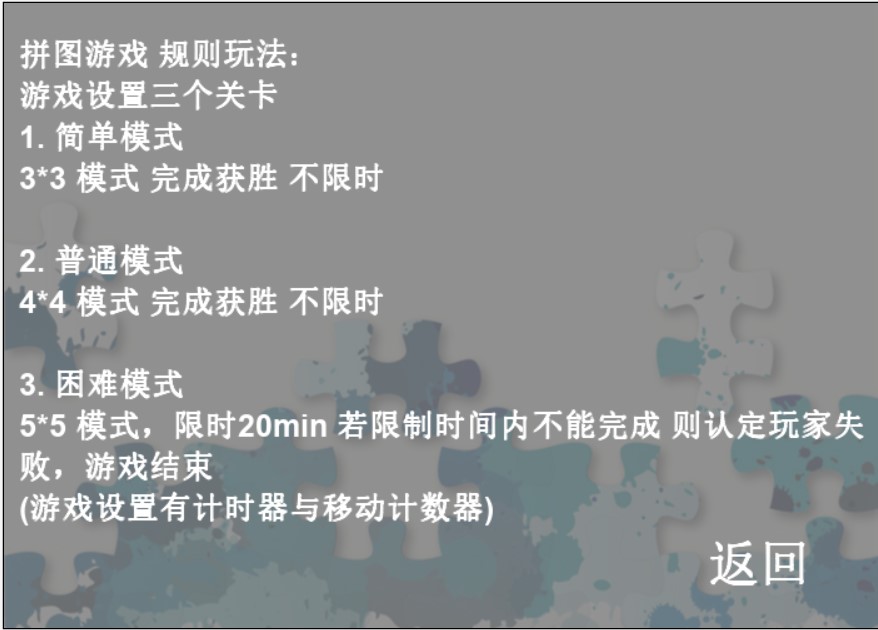 拼图游戏 规则玩法：
游戏设置三个关卡
1. 简单模式
3*3 模式 完成获胜 不限时
2. 普通模式
4*4 模式 完成获胜 不限时
3. 困难模式
5*5 模式，限时20min 若限制时间内不能完成 则认定玩家失
败，游戏结束
(游戏设置有计时器与移动计数器)
返回